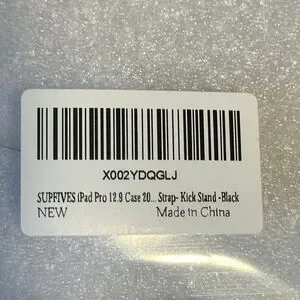 X002YDQGLJ
SUPFIVES iPad Pro 12.9 Case 20... Strap- Kick Stand -Black
NEW Made in China